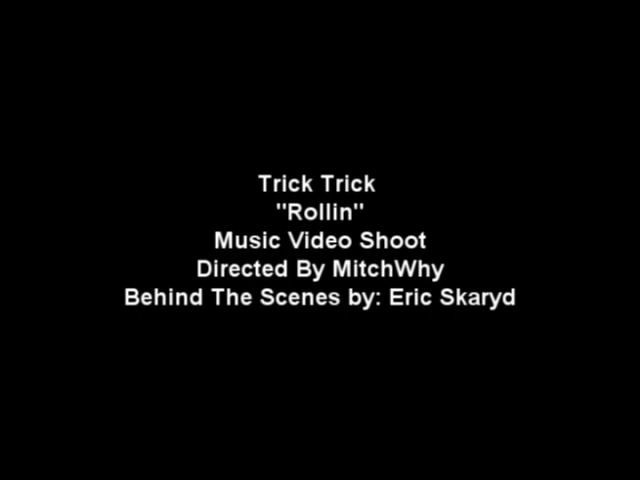 Trick Trick
"Rollin"
Music Video Shoot
Directed By MitchWhy
Behind The Scenes by: Eric Skaryd